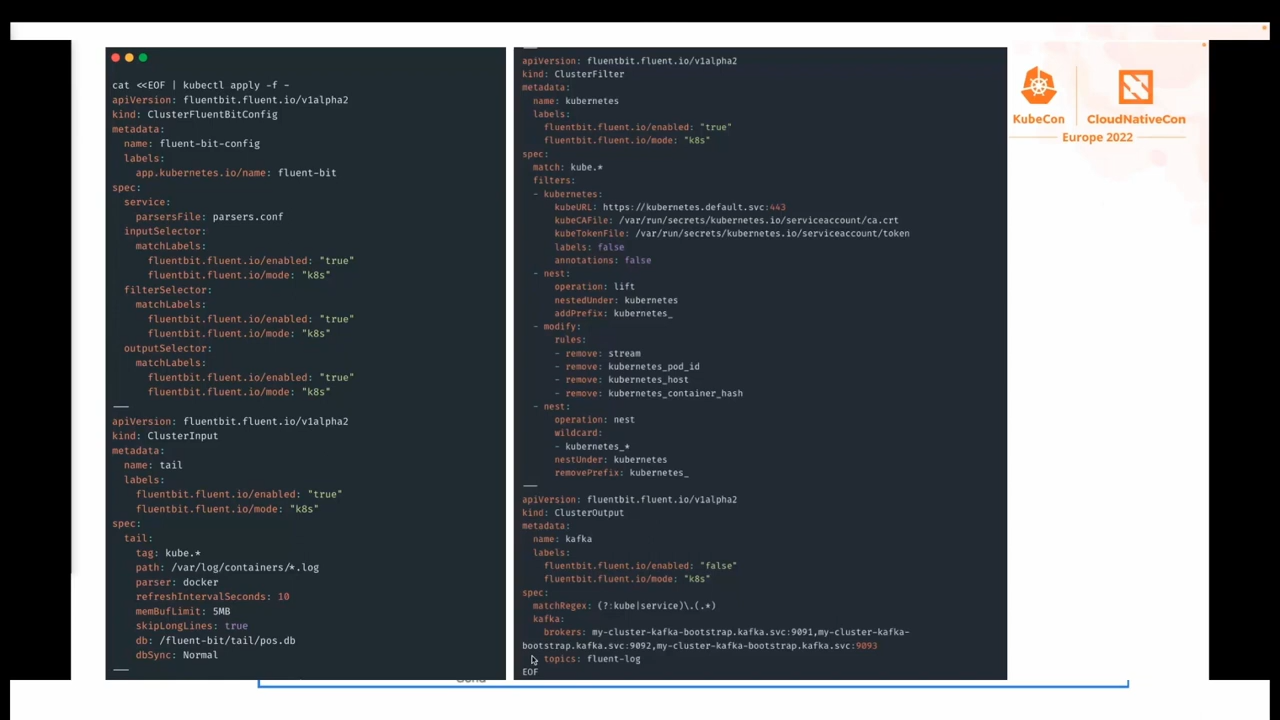 cat <<EOF | kubectl apply -f -
apiVersion: fluentbit.fluent.io/v1alpha2
kind: ClusterFluentBitConfig
metadata:
  name: fluent-bit-config
  labels:
    app.kubernetes.io/name: fluent-bit
spec:
  service:
    parsersFile: parsers.conf
  inputSelector:
    matchLabels:
      fluentbit.fluent.io/enabled: "true"
      fluentbit.fluent.io/mode: "k8s"
  filterSelector:
    matchLabels:
      fluentbit.fluent.io/enabled: "true"
      fluentbit.fluent.io/mode: "k8s"
  outputSelector:
    matchLabels:
      fluentbit.fluent.io/enabled: "true"
      fluentbit.fluent.io/mode: "k8s"
---
apiVersion: fluentbit.fluent.io/v1alpha2
kind: ClusterInput
metadata:
  name: tail
  labels:
    fluentbit.fluent.io/enabled: "true"
    fluentbit.fluent.io/mode: "k8s"
spec:
  tail:
    tag: kube.*
    path: /var/log/containers/*.log
    parser: docker
    refreshIntervalSeconds: 10
    memBufLimit: 5MB
    skipLongLines: true
    db: /fluent-bit/tail/pos.db
    dbSync: Normal
---
apiVersion: fluentbit.fluent.io/v1alpha2
kind: ClusterFilter
metadata:
  name: kubernetes
  labels:
    fluentbit.fluent.io/enabled: "true"
    fluentbit.fluent.io/mode: "k8s"
spec:
  match: kube.*
  filters:
  - kubernetes:
      kubeURL: https://kubernetes.default.svc:443
      kubeCAFile: /var/run/secrets/kubernetes.io/serviceaccount/ca.crt
      kubeTokenFile: /var/run/secrets/kubernetes.io/serviceaccount/token
      labels: false
      annotations: false
  - nest:
      operation: lift
      nestedUnder: kubernetes
      addPrefix: kubernetes_
  - modify:
      rules:
      - remove: stream
      - remove: kubernetes_pod_id
      - remove: kubernetes_host
      - remove: kubernetes_container_hash
  - nest:
      operation: nest
      wildcard:
      - kubernetes_*
      nestUnder: kubernetes
      removePrefix: kubernetes_
---
apiVersion: fluentbit.fluent.io/v1alpha2
kind: ClusterOutput
metadata:
  name: kafka
  labels:
    fluentbit.fluent.io/enabled: "false"
    fluentbit.fluent.io/mode: "k8s"
spec:
  matchRegex: (?:kube|service)\.(.*)
  kafka:
    brokers: my-cluster-kafka-bootstrap.kafka.svc:9091,my-cluster-kafka-
bootstrap.kafka.svc:9092,my-cluster-kafka-bootstrap.kafka.svc:9093
    topics: fluent-log
EOF
KubeCon
CloudNativeCon
Europe 2022